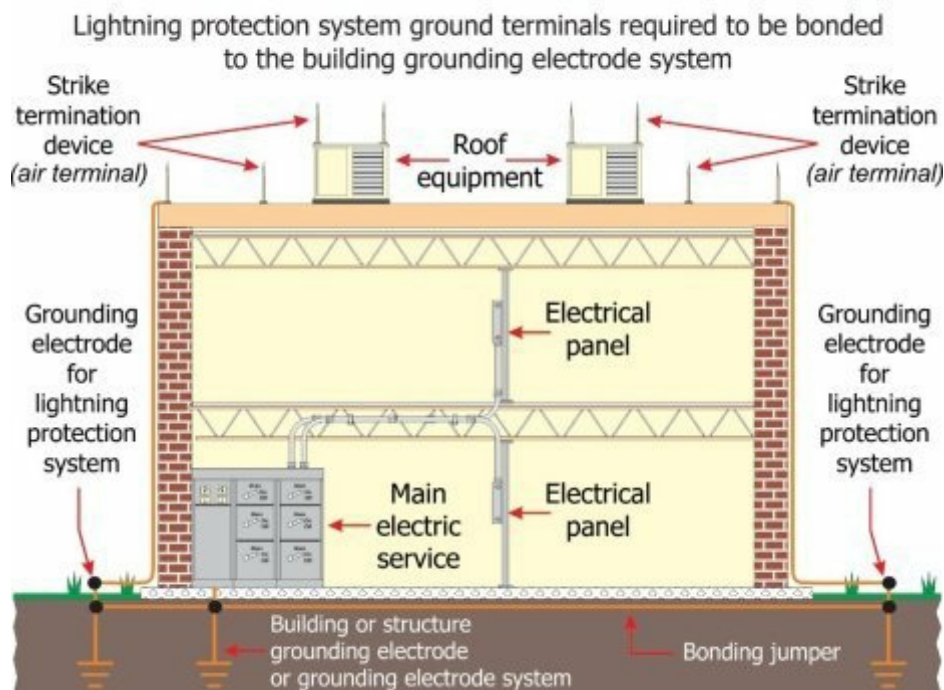 Lightning protection system ground terminals required to be bonded
to the building grounding electrode system
Strike
termination
device
(air terminal)
Roof
equipment
Strike
termination
device
(air terminal)
Grounding
electrode
for
lightning
protection
system
Electrical
panel
Grounding
electrode
for
lightning
protection
system
Main
electric
service
Electrical
panel
Building or structure
grounding electrode
or grounding electrode system
Bonding jumper